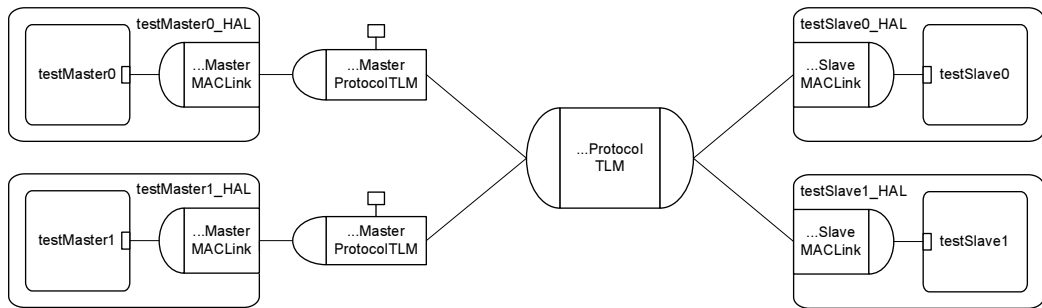 testMaster0_HAL
testMaster0
...Master
MACLink
...Master
ProtocolTLM
testMaster1_HAL
testMaster1
...Master
MACLink
...Master
ProtocolTLM
...Protocol
TLM
testSlave0_HAL
...Slave
MACLink
testSlave0
testSlave1_HAL
...Slave
MACLink
testSlave1